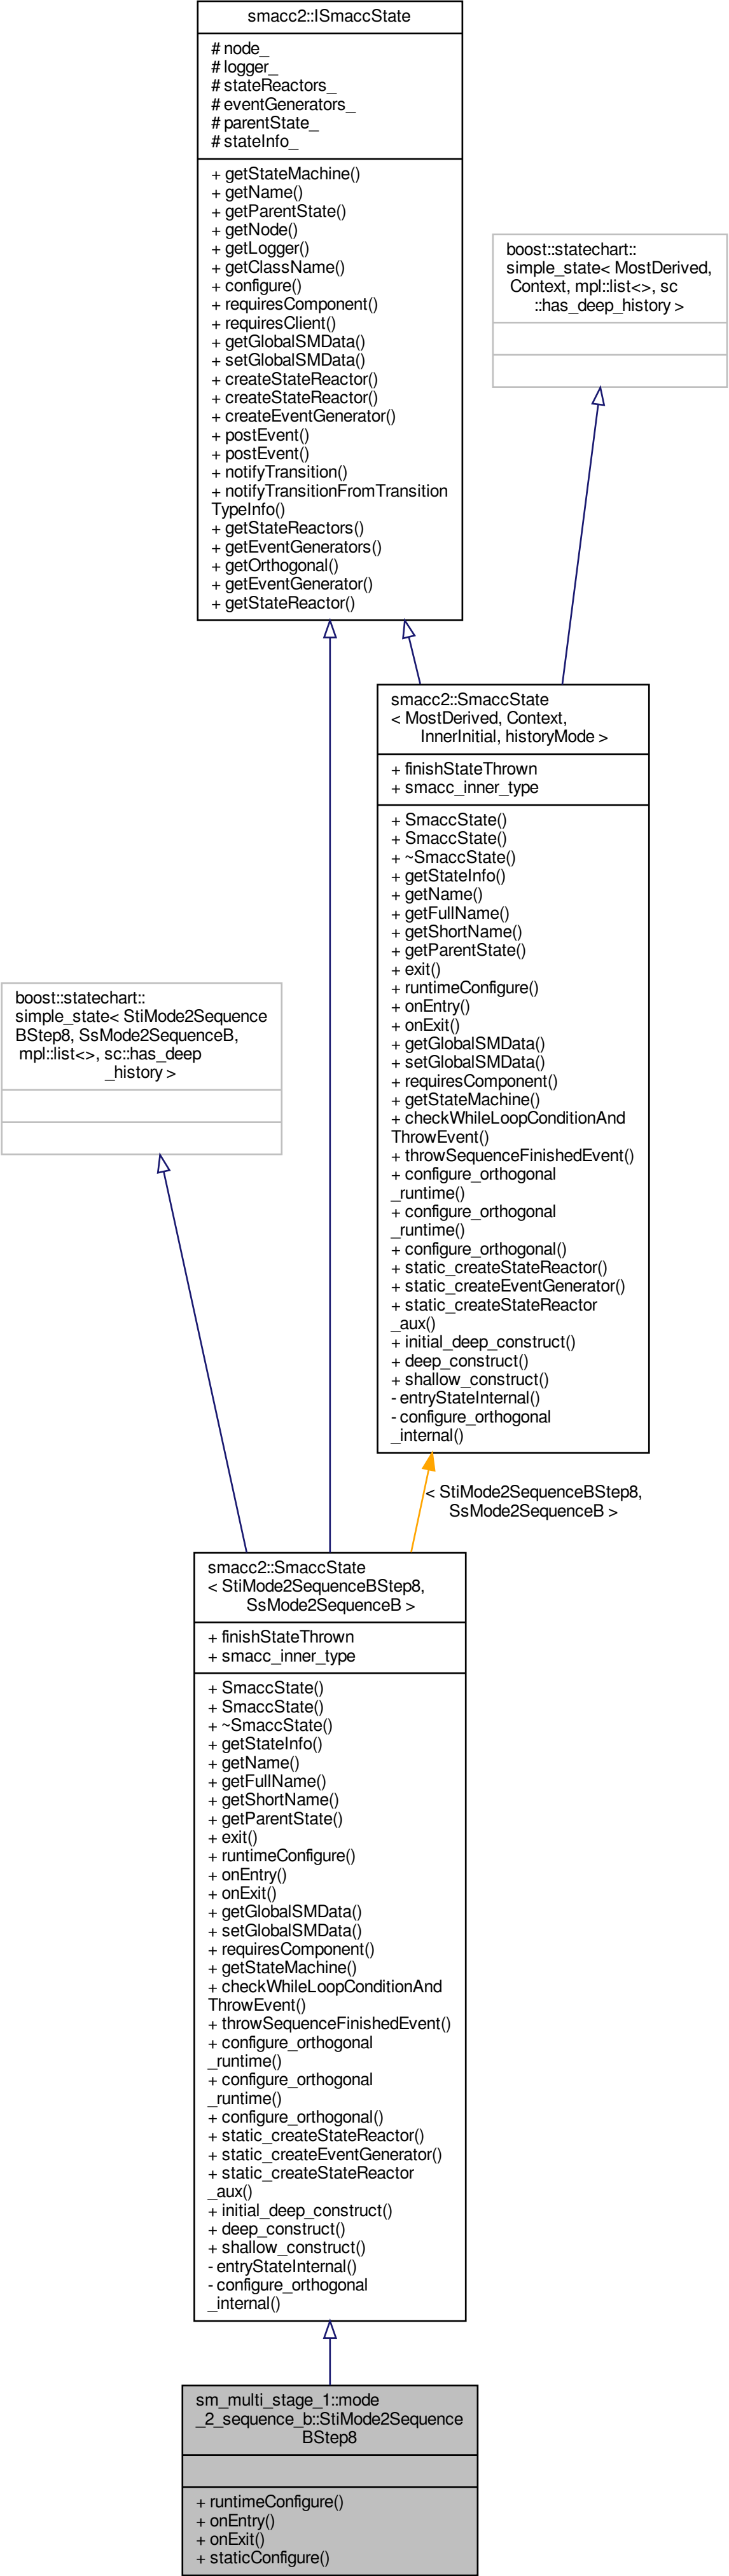 smacc2::ISmaccState
# node_
# logger_
# stateReactors_
# eventGenerators_
# parentState_
# stateInfo_
+ getStateMachine()
+ getName()
+ getParentState()
+ getNode()
+ getLogger()
+ getClassName()
+ configure()
+ requiresComponent()
+ requiresClient()
+ getGlobalSMData()
+ setGlobalSMData()
+ createStateReactor()
+ createStateReactor()
+ createEventGenerator()
+ postEvent()
+ postEvent()
+ notifyTransition()
+ notifyTransitionFromTransition
TypeInfo()
+ getStateReactors()
+ getEventGenerators()
+ getOrthogonal()
+ getEventGenerator()
+ getStateReactor()
boost::statechart::
simple_state< MostDerived,
Context, mpl::list<>, sc
::has_deep_history >
smacc2::SmaccState
< MostDerived, Context,
InnerInitial, historyMode >
+ finishStateThrown
+ smacc_inner_type
+ SmaccState()
+ SmaccState()
+ ~SmaccState()
+ getStateInfo()
+ getName()
+ getFullName()
+ getShortName()
+ getParentState()
+ exit()
+ runtimeConfigure()
+ onEntry()
+ onExit()
+ getGlobalSMData()
+ setGlobalSMData()
+ requiresComponent()
+ getStateMachine()
+ checkWhileLoopConditionAnd
ThrowEvent()
+ throwSequenceFinishedEvent()
+ configure_orthogonal
_runtime()
+ configure_orthogonal
_runtime()
+ configure_orthogonal()
+ static_createStateReactor()
+ static_createEventGenerator()
+ static_createStateReactor
_aux()
+ initial_deep_construct()
+ deep_construct()
+ shallow_construct()
- entryStateInternal()
- configure_orthogonal
_internal()
boost::statechart::
simple_state< StiMode2Sequence
BStep8, SsMode2SequenceB,
mpl::list<>, sc::has_deep
_history >
< StiMode2SequenceBStep8,
SsMode2SequenceB >
smacc2::SmaccState
< StiMode2SequenceBStep8,
SsMode2SequenceB >
+ finishStateThrown
+ smacc_inner_type
+ SmaccState()
+ SmaccState()
+ ~SmaccState()
+ getStateInfo()
+ getName()
+ getFullName()
+ getShortName()
+ getParentState()
+ exit()
+ runtimeConfigure()
+ onEntry()
+ onExit()
+ getGlobalSMData()
+ setGlobalSMData()
+ requiresComponent()
+ getStateMachine()
+ checkWhileLoopConditionAnd
ThrowEvent()
+ throwSequenceFinishedEvent()
+ configure_orthogonal
_runtime()
+ configure_orthogonal
_runtime()
+ configure_orthogonal()
+ static_createStateReactor()
+ static_createEventGenerator()
+ static_createStateReactor
_aux()
+ initial_deep_construct()
+ deep_construct()
+ shallow_construct()
- entryStateInternal()
- configure_orthogonal
_internal()
sm_multi_stage_1::mode
_2_sequence_b::StiMode2Sequence
BStep8
+ runtimeConfigure()
+ onEntry()
+ onExit()
+ staticConfigure()